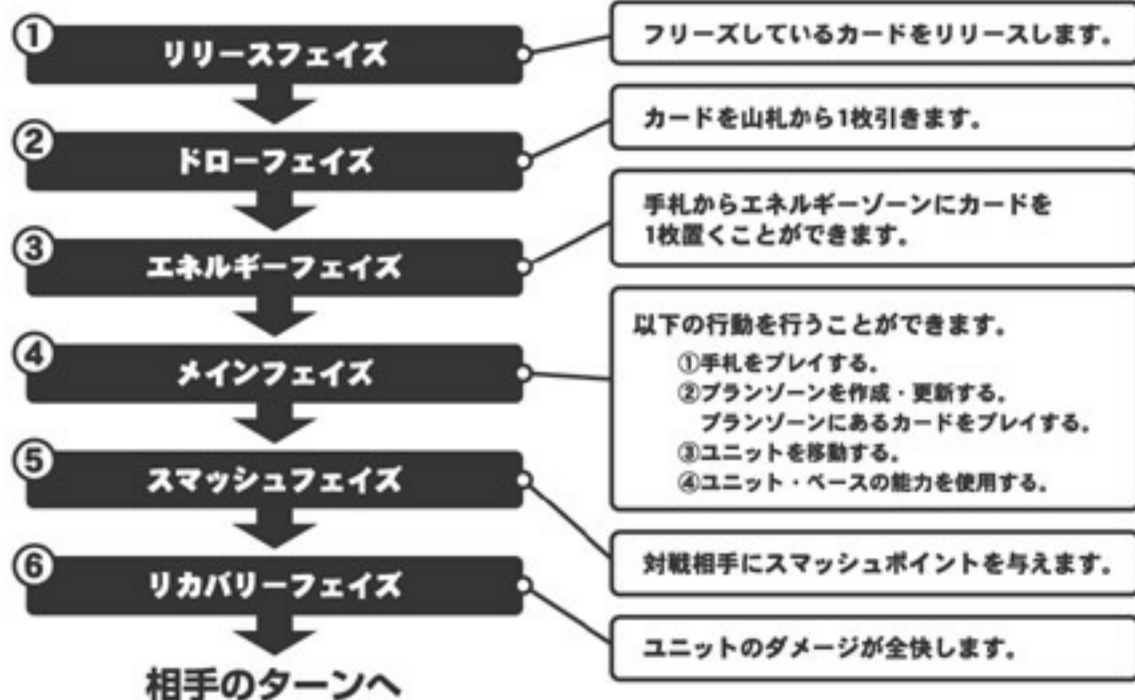 ①
リリースフェイズ
フリーズしているカードをリリースします。
②
ドローフェイズ
カードを山札から1枚引きます。
③
エネルギーフェイズ
手札からエネルギーゾーンにカードを
1枚置くことができます。
④
メインフェイズ
以下の行動を行うことができます。
①手札をプレイする。
②プランゾーンを作成・更新する。
プランゾーンにあるカードをプレイする。
③ユニットを移動する。
④ユニット・ベースの能力を使用する。
⑤
スマッシュフェイズ
対戦相手にスマッシュポイントを与えます。
⑥
リカバリーフェイズ
ユニットのダメージが全快します。
相手のターンへ